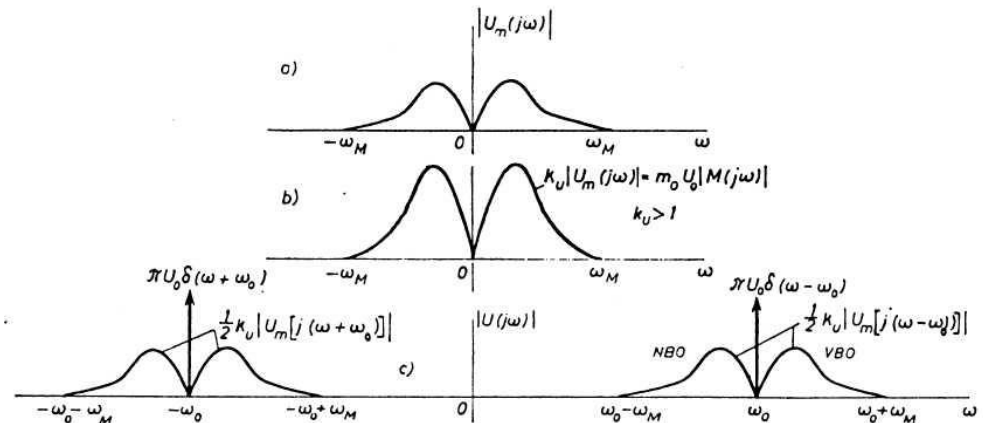 |U_m(jω)|
a)
-ω_M 0 ω_M ω
k_U|U_m(jω)| = m_0 U_0|M(jω)|
b)
k_U > 1
-ω_M 0 ω_M ω
πU_0 δ(ω + ω_0)
πU_0 δ(ω - ω_0)
½ k_U|U_m[j(ω + ω_0)]|
|U(jω)|
½ k_U|U_m[j(ω - ω_0)]|
c)
NBO
VBO
-ω_0 - ω_M -ω_0 -ω_0 + ω_M 0 ω_0 - ω_M ω_0 ω_0 + ω_M ω